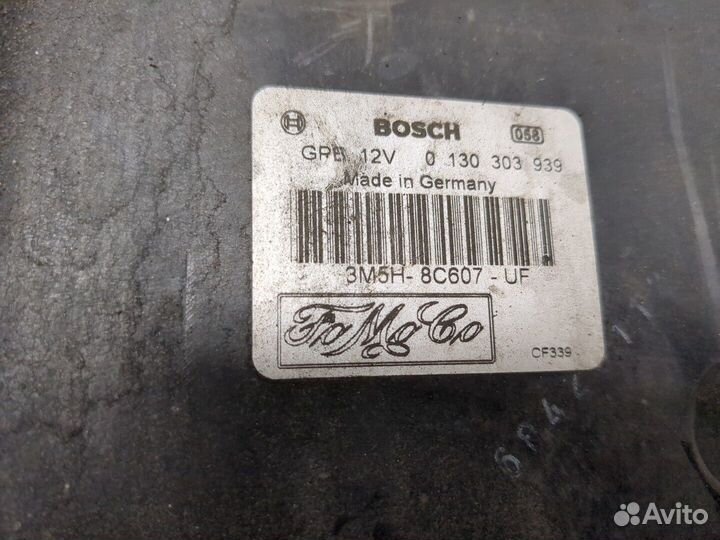 BOSCH 058
GPB 12V 0 130 303 939
Made in Germany
3M5H- 8C607 - UF
FoMoCo
CF339
Avito